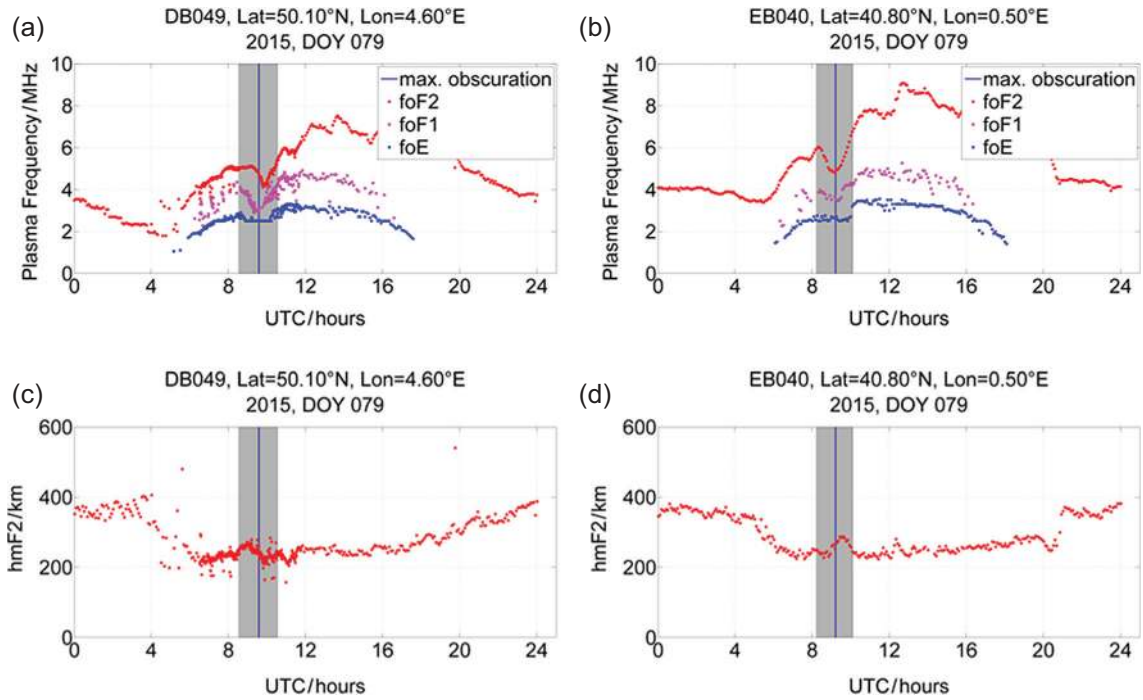 (a)
DB049, Lat=50.10°N, Lon=4.60°E
2015, DOY 079
Plasma Frequency/MHz
10
8
6
4
2
0
max. obscuration
foF2
foF1
foE
0 4 8 12 16 20 24
UTC/hours
(b)
EB040, Lat=40.80°N, Lon=0.50°E
2015, DOY 079
Plasma Frequency/MHz
10
8
6
4
2
0
max. obscuration
foF2
foF1
foE
0 4 8 12 16 20 24
UTC/hours
(c)
DB049, Lat=50.10°N, Lon=4.60°E
2015, DOY 079
hmF2/km
600
400
200
0
0 4 8 12 16 20 24
UTC/hours
(d)
EB040, Lat=40.80°N, Lon=0.50°E
2015, DOY 079
hmF2/km
600
400
200
0
0 4 8 12 16 20 24
UTC/hours